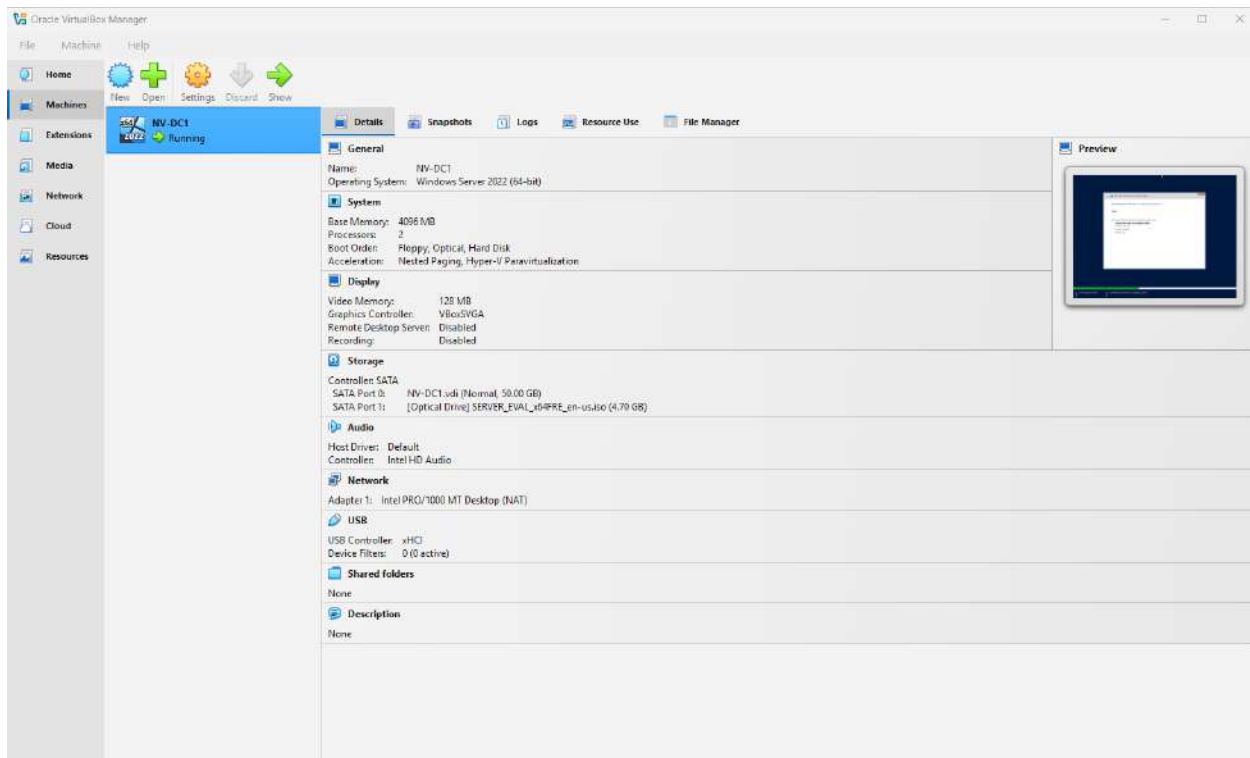 Oracle VirtualBox Manager
File Machine Help
Home
Machines
Extensions
Media
Network
Cloud
Resources
New Open Settings Discard Show
x64
2022
NV-DC1
Running
Details Snapshots Logs Resource Use File Manager
General
Name: NV-DC1
Operating System: Windows Server 2022 (64-bit)
System
Base Memory: 4096 MB
Processors: 2
Boot Order: Floppy, Optical, Hard Disk
Acceleration: Nested Paging, Hyper-V Paravirtualization
Display
Video Memory: 128 MB
Graphics Controller: VBoxSVGA
Remote Desktop Server: Disabled
Recording: Disabled
Storage
Controller: SATA
SATA Port 0: NV-DC1.vdi (Normal, 50.00 GB)
SATA Port 1: [Optical Drive] SERVER_EVAL_x64FRE_en-us.iso (4.70 GB)
Audio
Host Driver: Default
Controller: Intel HD Audio
Network
Adapter 1: Intel PRO/1000 MT Desktop (NAT)
USB
USB Controller: xHCI
Device Filters: 0 (0 active)
Shared folders
None
Description
None
Preview